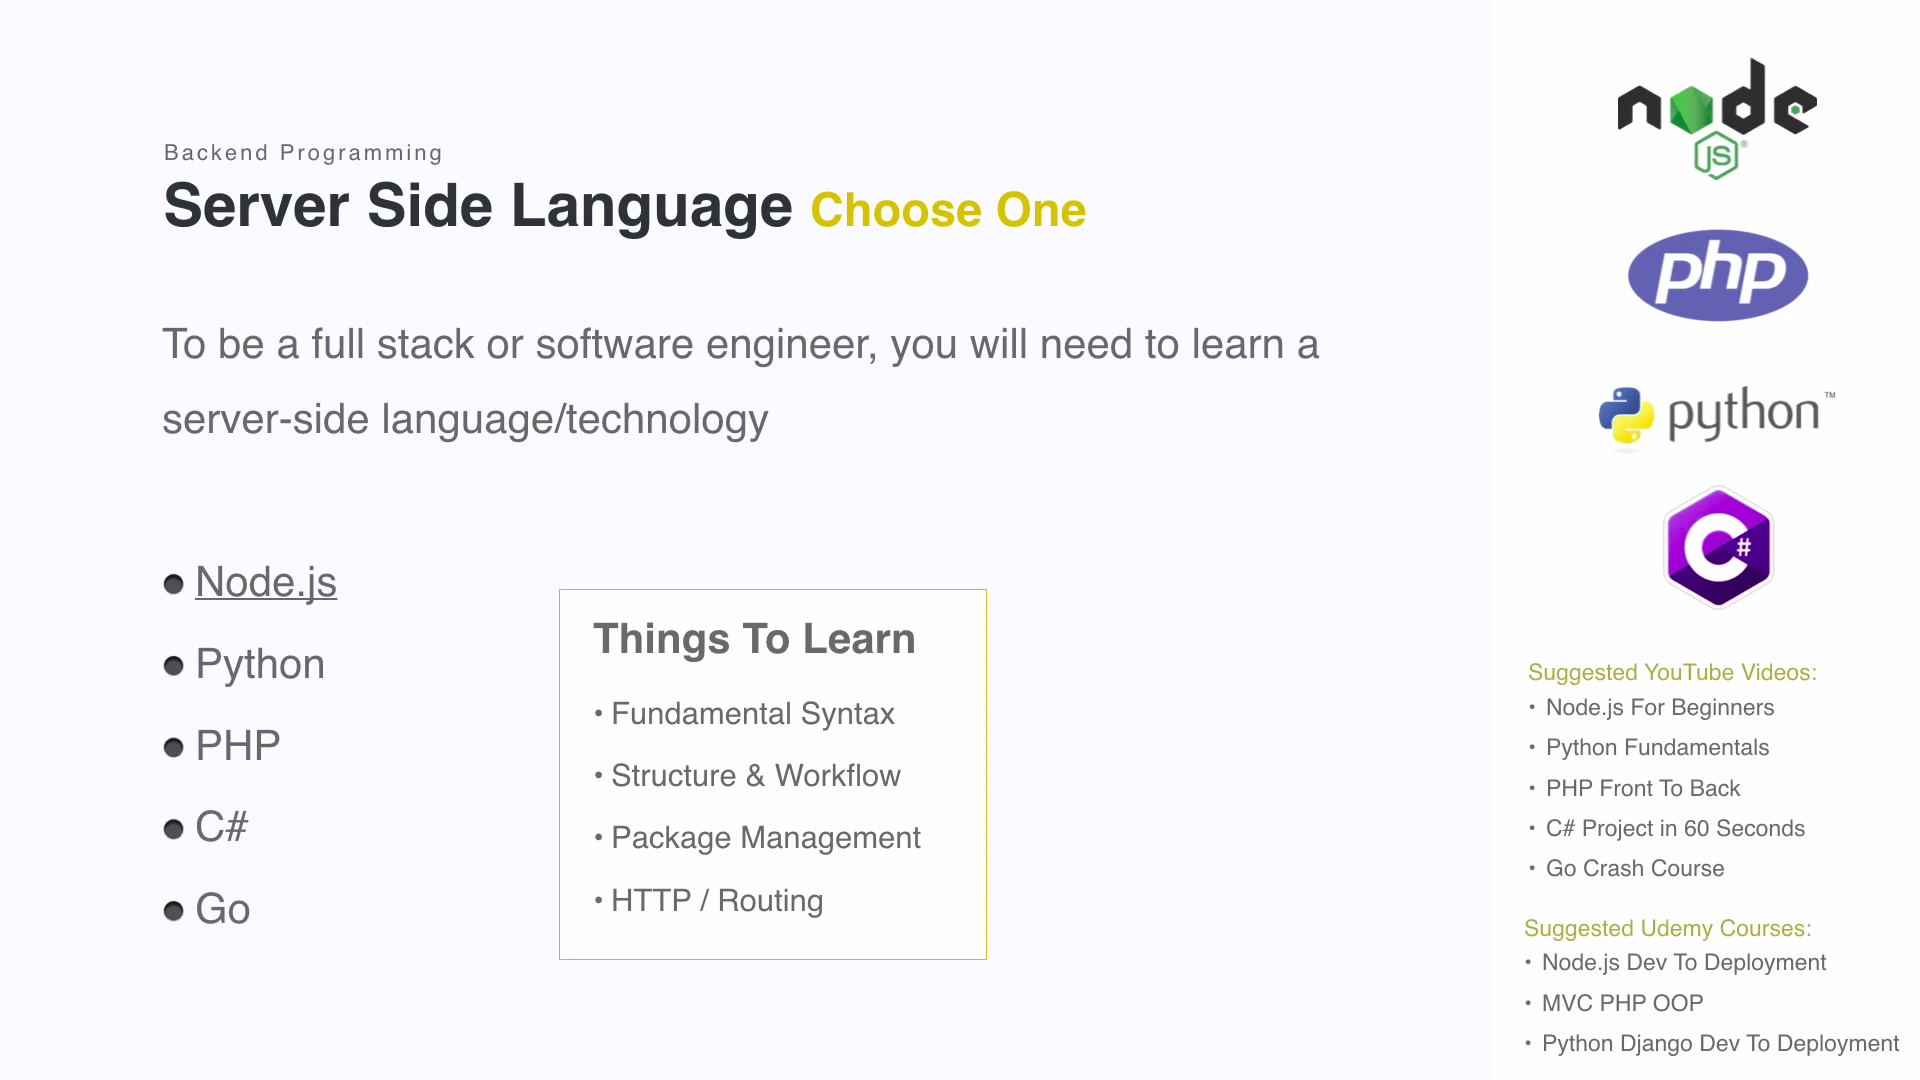 Backend Programming
Server Side Language Choose One
To be a full stack or software engineer, you will need to learn a
server-side language/technology
• Node.js
• Python
• PHP
• C#
• Go
Things To Learn
• Fundamental Syntax
• Structure & Workflow
• Package Management
• HTTP / Routing
node
JS®
php
python™
C#
Suggested YouTube Videos:
• Node.js For Beginners
• Python Fundamentals
• PHP Front To Back
• C# Project in 60 Seconds
• Go Crash Course
Suggested Udemy Courses:
• Node.js Dev To Deployment
• MVC PHP OOP
• Python Django Dev To Deployment